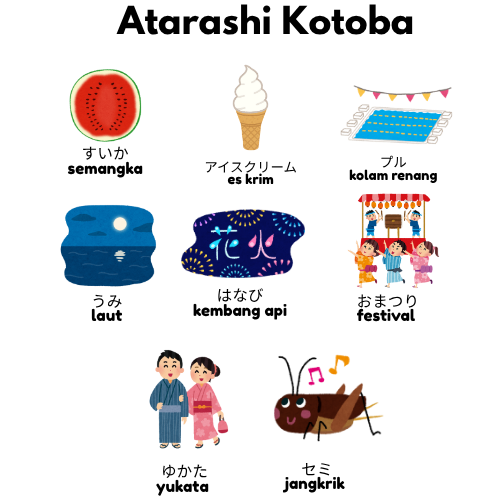 Atarashi Kotoba
すいか
semangka
アイスクリーム
es krim
プル
kolam renang
うみ
laut
花火
はなび
kembang api
おまつり
festival
ゆかた
yukata
セミ
jangkrik